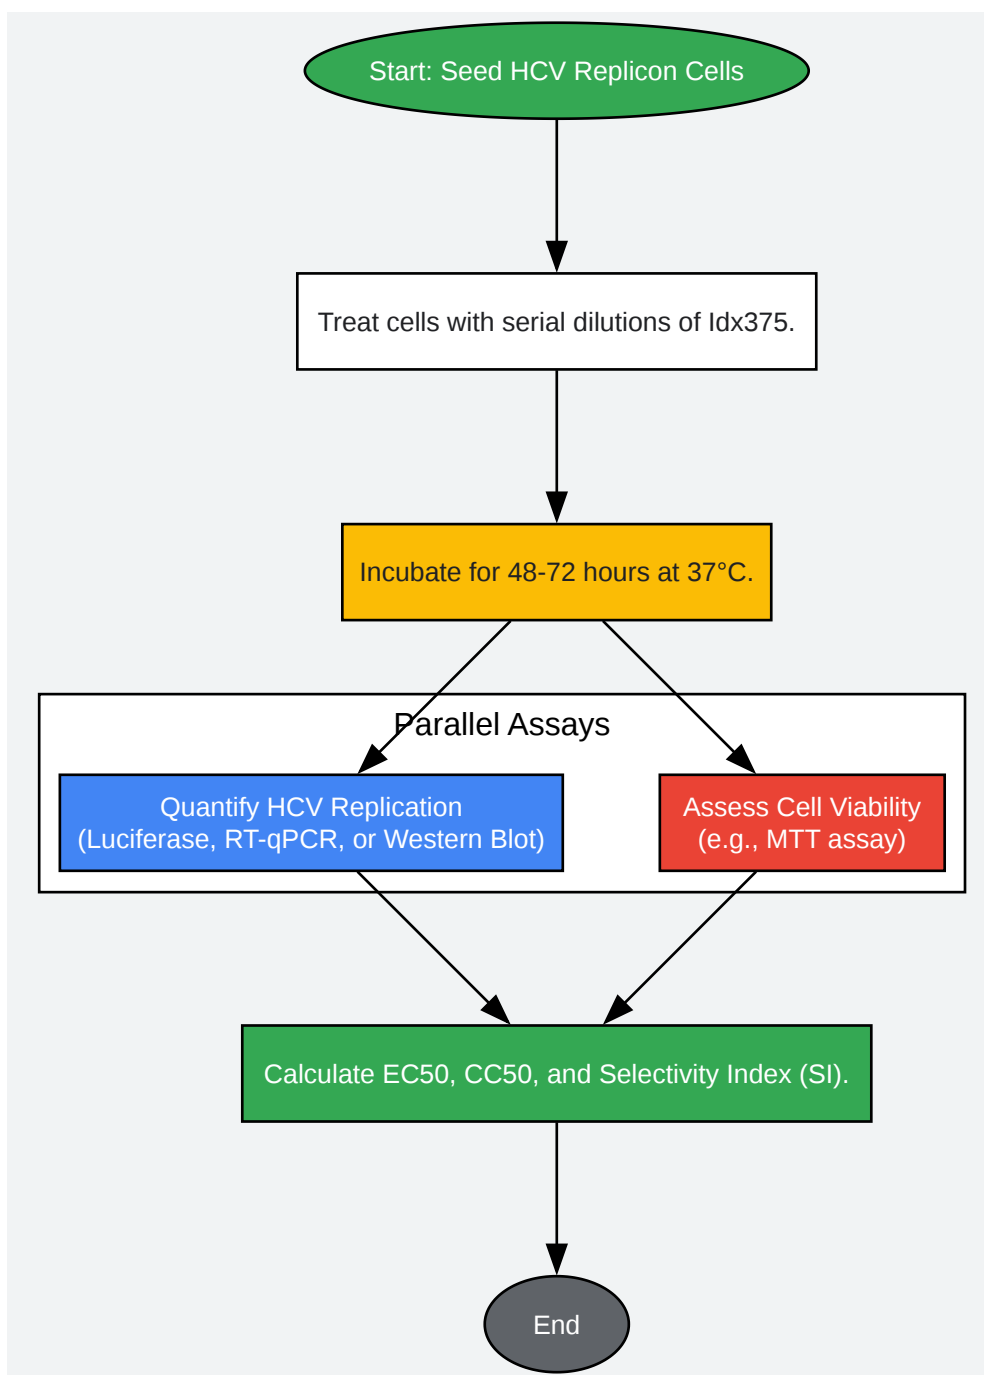 Start: Seed HCV Replicon Cells
Treat cells with serial dilutions of Idx375.
Incubate for 48-72 hours at 37°C.
Parallel Assays
Quantify HCV Replication
(Luciferase, RT-qPCR, or Western Blot)
Assess Cell Viability
(e.g., MTT assay)
Calculate EC50, CC50, and Selectivity Index (SI).
End